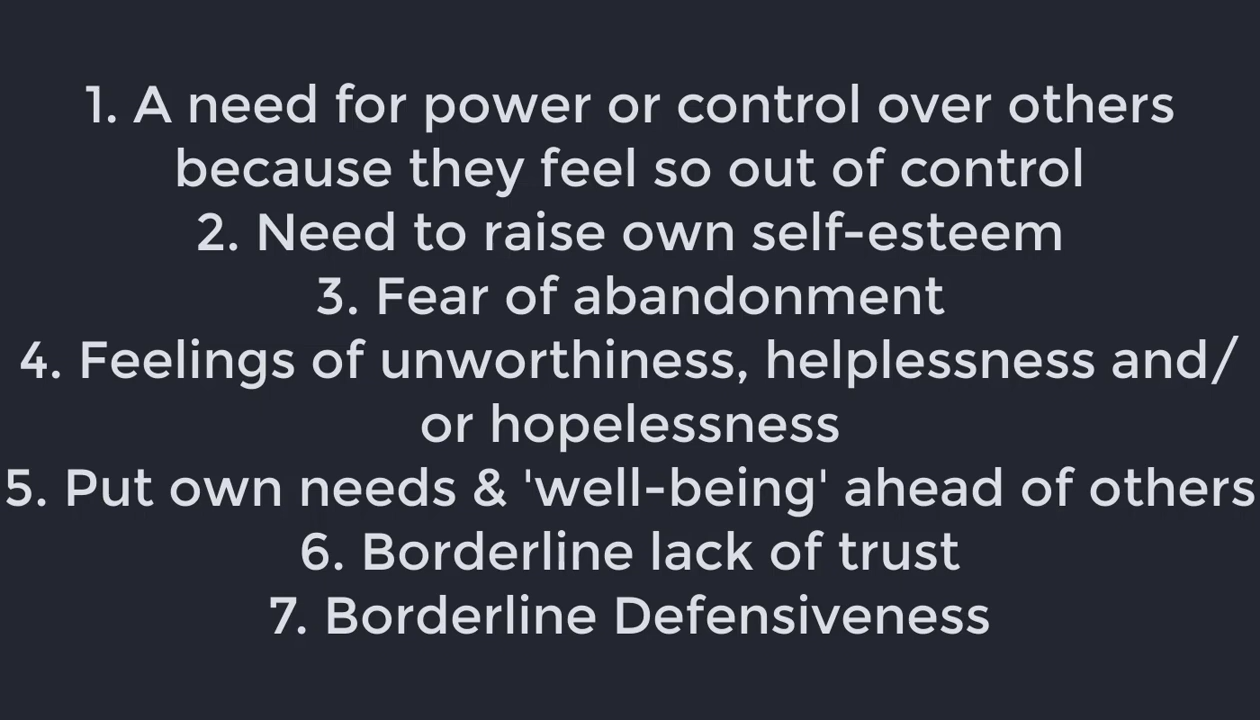 1. A need for power or control over others
because they feel so out of control
2. Need to raise own self-esteem
3. Fear of abandonment
4. Feelings of unworthiness, helplessness and/
or hopelessness
5. Put own needs & 'well-being' ahead of others
6. Borderline lack of trust
7. Borderline Defensiveness